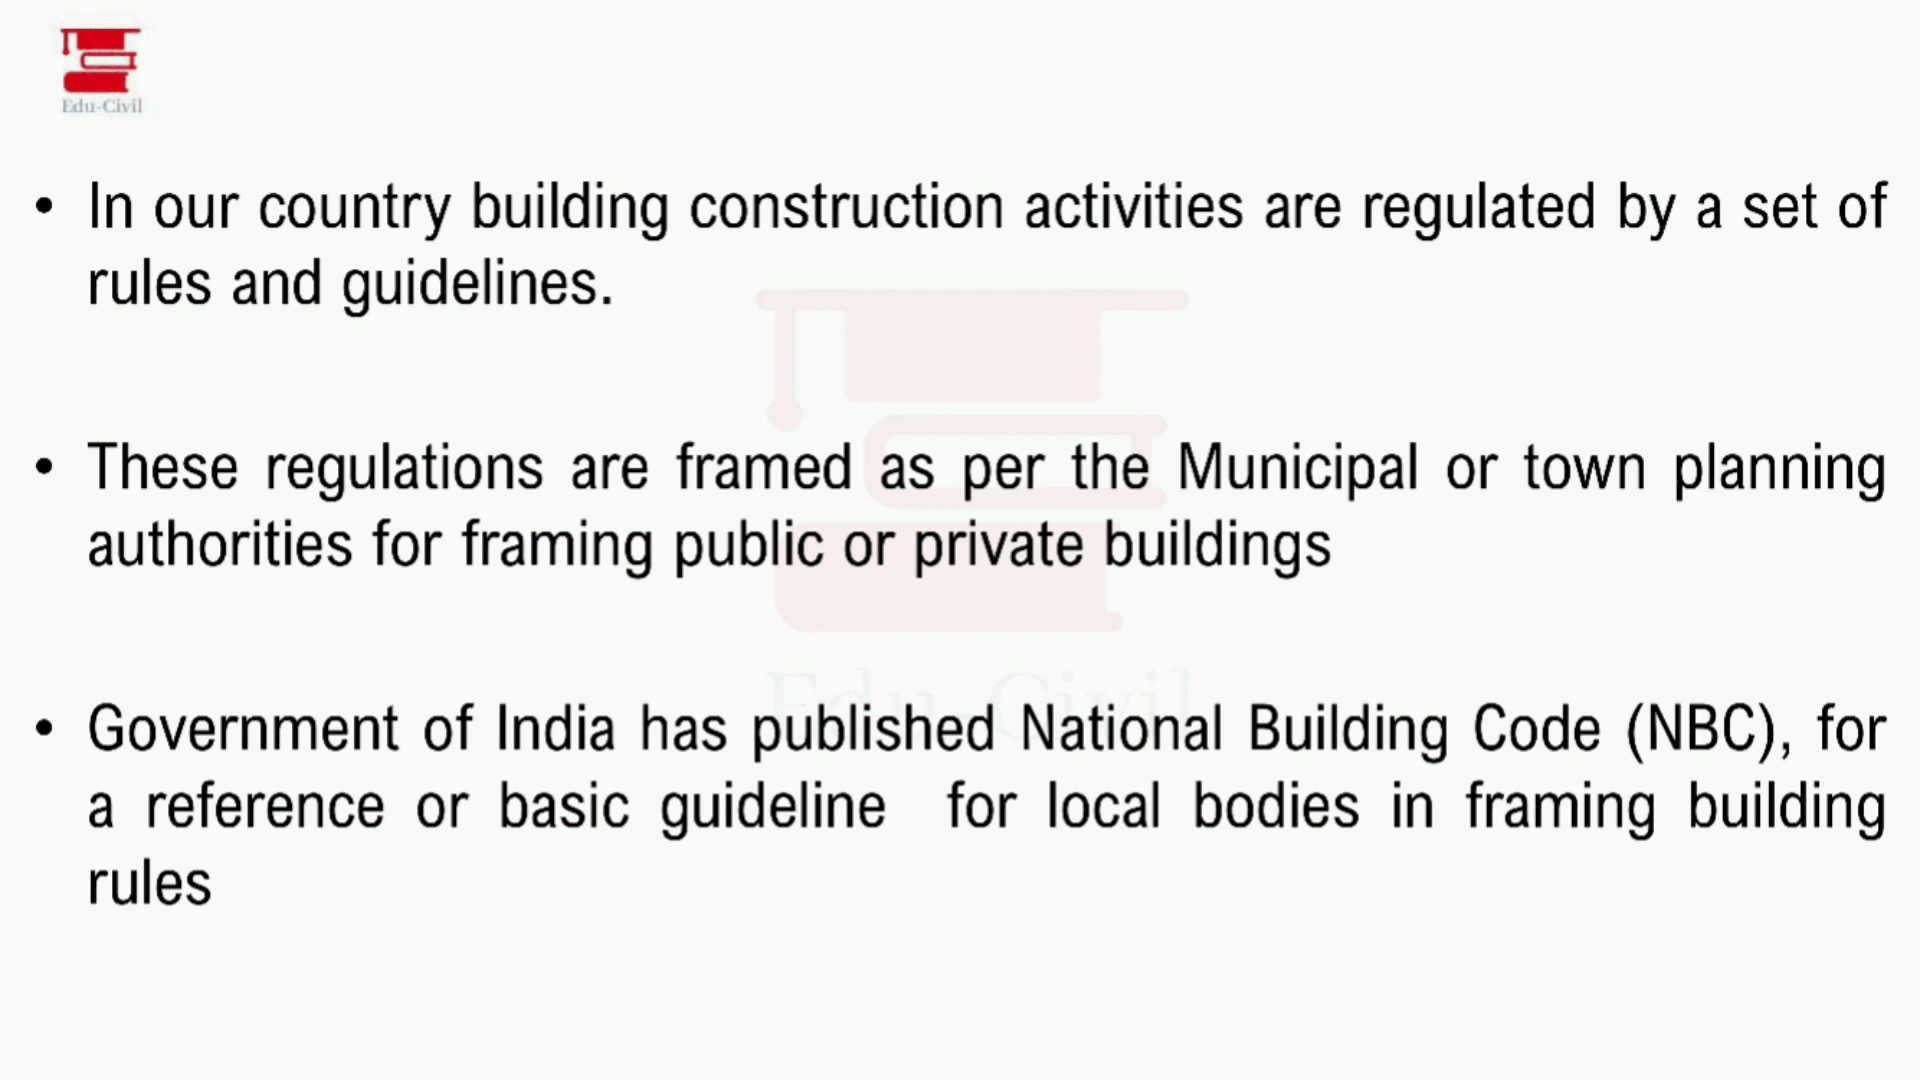 Edu-Civil
• In our country building construction activities are regulated by a set of
rules and guidelines.
• These regulations are framed as per the Municipal or town planning
authorities for framing public or private buildings
Edu-Civil
• Government of India has published National Building Code (NBC), for
a reference or basic guideline for local bodies in framing building
rules